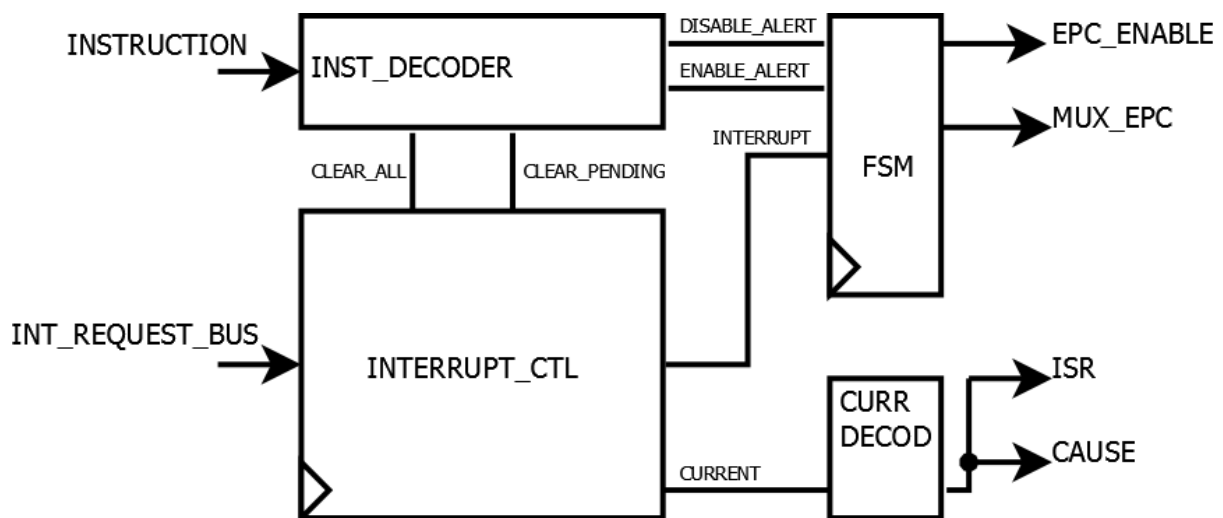 INSTRUCTION
INST_DECODER
DISABLE_ALERT
ENABLE_ALERT
EPC_ENABLE
MUX_EPC
INTERRUPT
FSM
CLEAR_ALL
CLEAR_PENDING
INT_REQUEST_BUS
INTERRUPT_CTL
CURR
DECOD
ISR
CAUSE
CURRENT